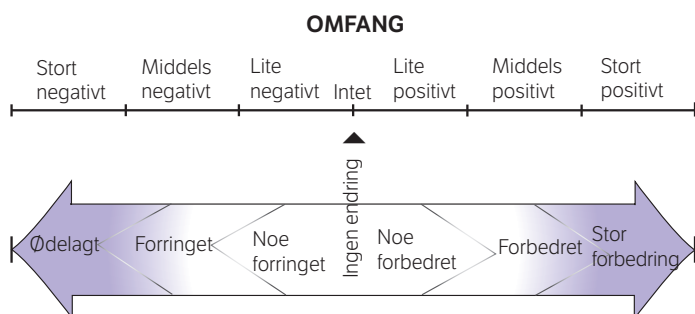 OMFANG
Stort negativt
Middels negativt
Lite negativt
Intet
Lite positivt
Middels positivt
Stort positivt
Ødelagt
Forringet
Noe forringet
Ingen endring
Noe forbedret
Forbedret
Stor forbedring